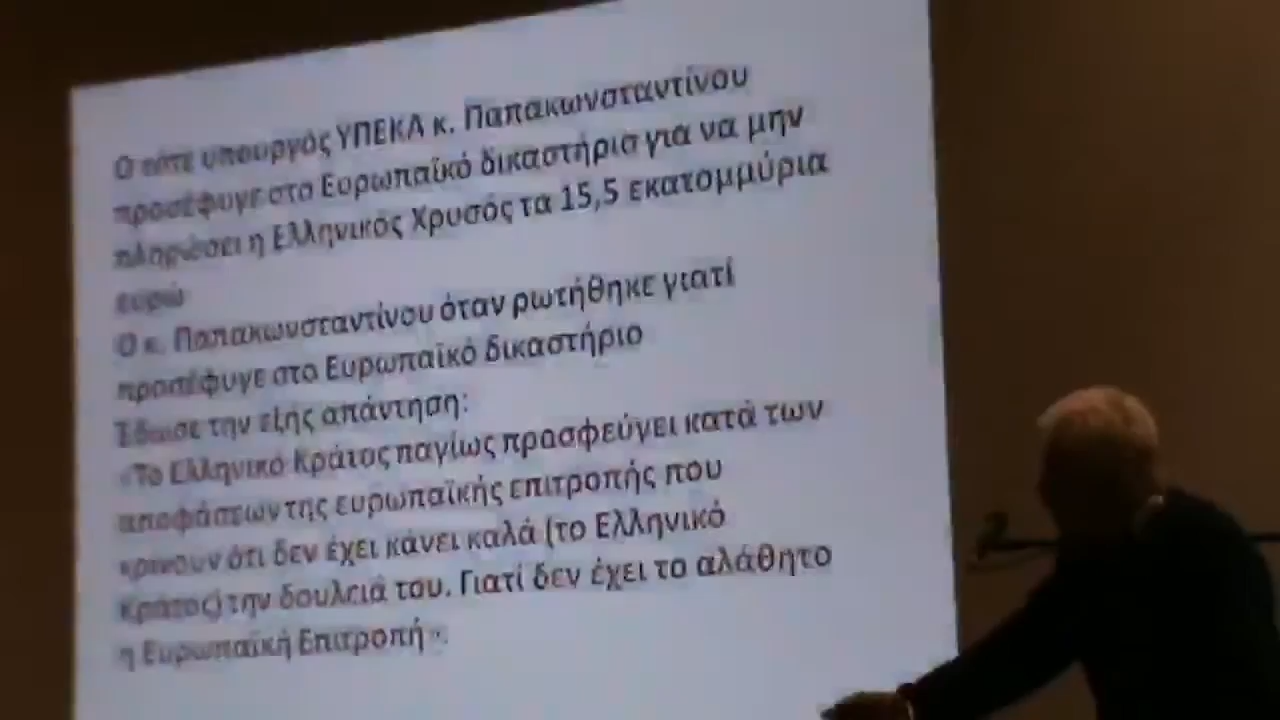 Ο τότε υπουργός ΥΠΕΚΑ κ. Παπακωνσταντίνου
προσέφυγε στο Ευρωπαϊκό δικαστήριο για να μην
πληρώσει η Ελληνικός Χρυσός τα 15,5 εκατομμύρια
ευρώ
Ο κ. Παπακωνσταντίνου όταν ρωτήθηκε γιατί
προσέφυγε στο Ευρωπαϊκό δικαστήριο
Έδωσε την εξής απάντηση:
«Το Ελληνικό Κράτος παγίως προσφεύγει κατά των
αποφάσεων της ευρωπαϊκής επιτροπής που
κρίνουν ότι δεν έχει κάνει καλά (το Ελληνικό
κράτος) την δουλειά του. Γιατί δεν έχει το αλάθητο
η Ευρωπαϊκή Επιτροπή».